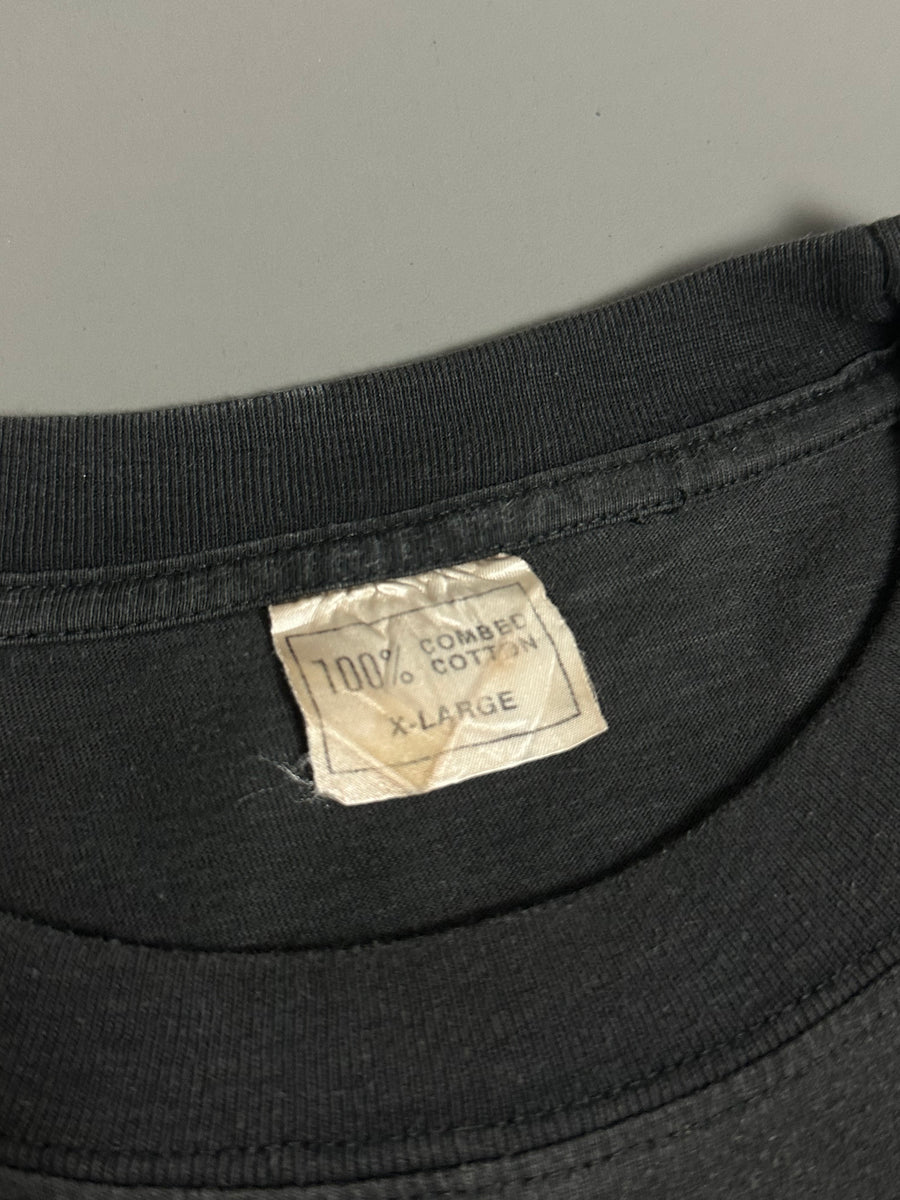 100% COMBED
COTTON
X-LARGE